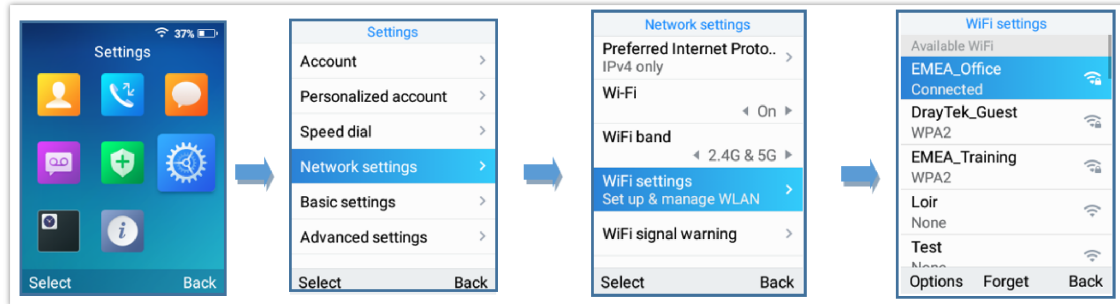 37%
Settings
Select Back
Settings
Account
Personalized account
Speed dial
Network settings
Basic settings
Advanced settings
Select Back
Network settings
Preferred Internet Proto..
IPv4 only
Wi-Fi
On
WiFi band
2.4G & 5G
WiFi settings
Set up & manage WLAN
WiFi signal warning
Select Back
WiFi settings
Available WiFi
EMEA_Office
Connected
DrayTek_Guest
WPA2
EMEA_Training
WPA2
Loir
None
Test
None
Options Forget Back